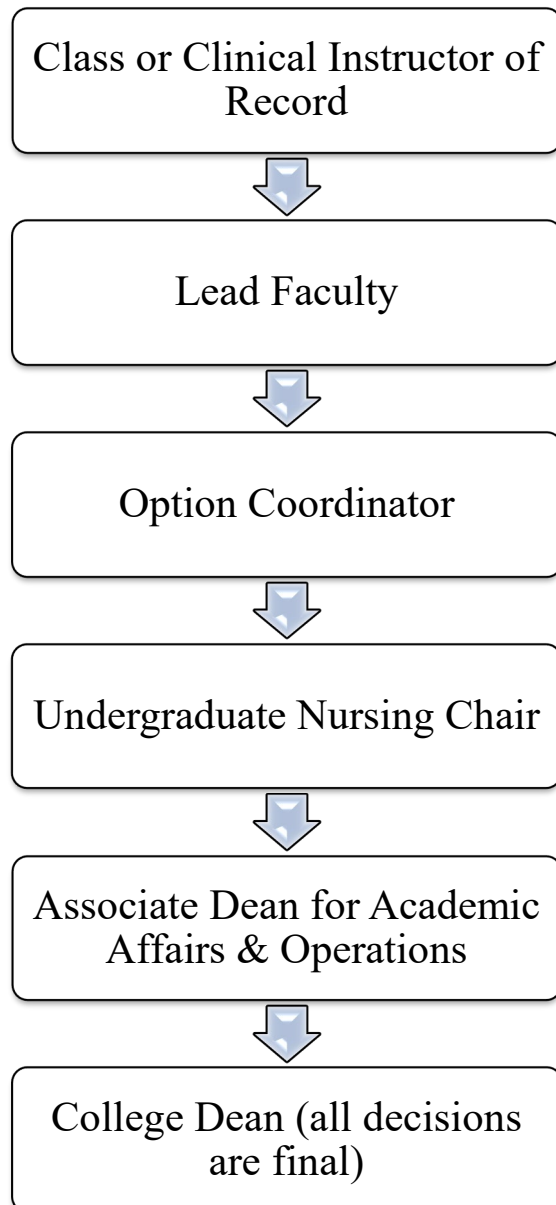 Class or Clinical Instructor of
Record
Lead Faculty
Option Coordinator
Undergraduate Nursing Chair
Associate Dean for Academic
Affairs & Operations
College Dean (all decisions
are final)